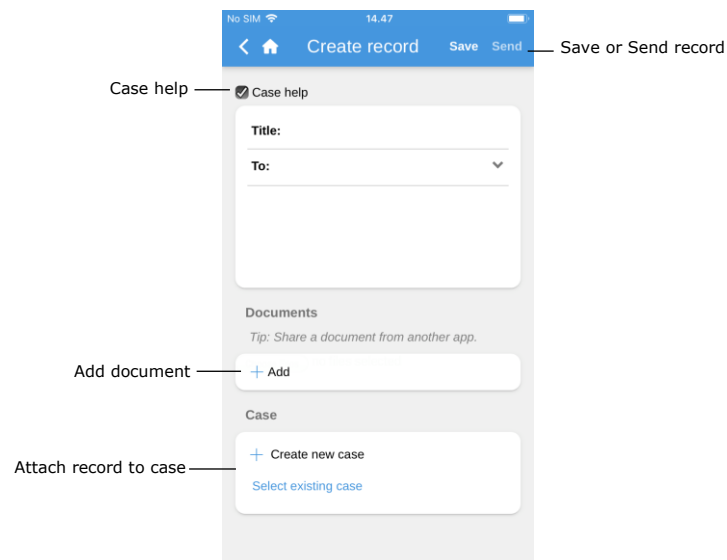 No SIM 14.47
Create record Save Send
Save or Send record
Case help
Case help
Title:
To:
Documents
Tip: Share a document from another app.
Add document
+ Add
Case
+ Create new case
Attach record to case
Select existing case